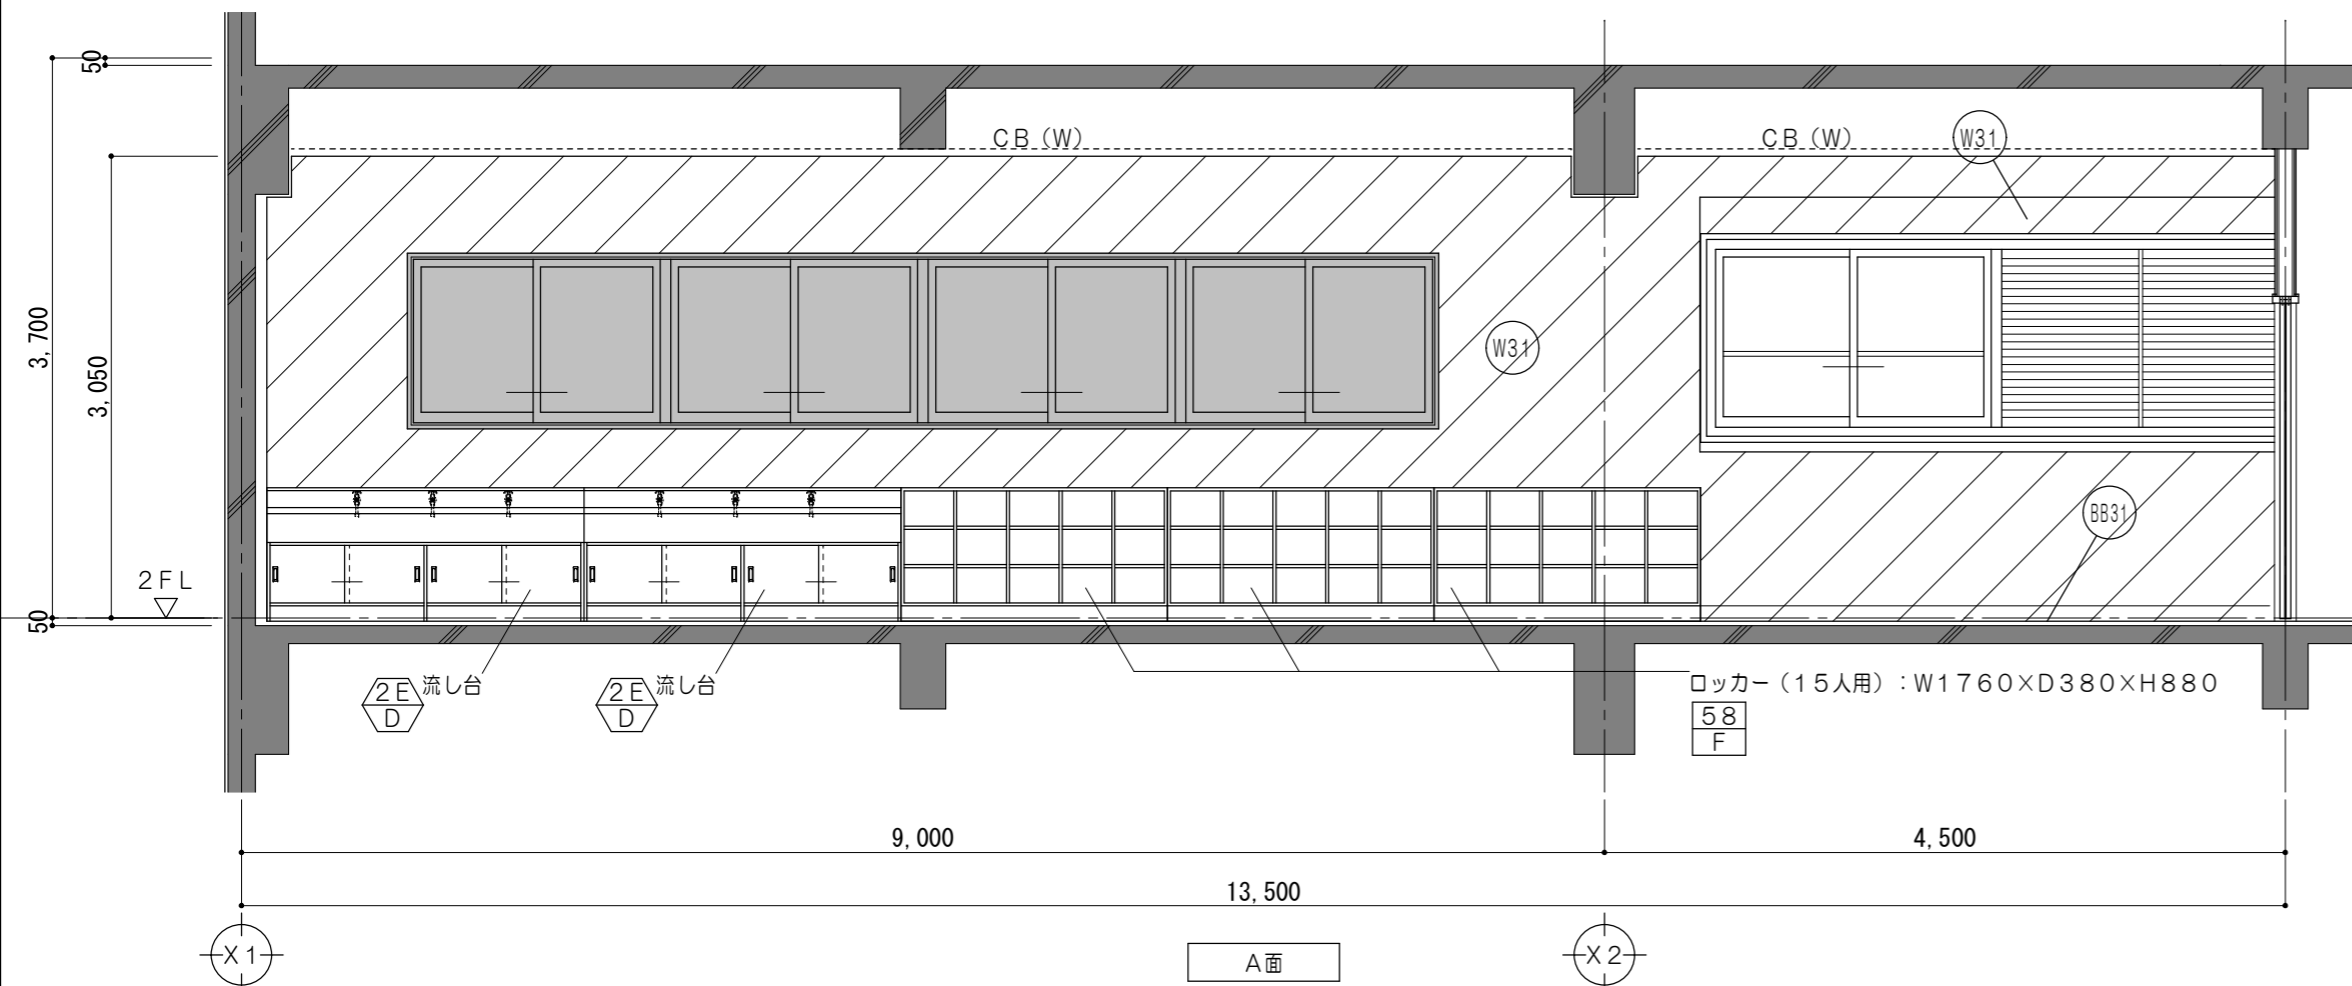 50
CB(W)
CB(W)
W31
3,700
3,050
W31
BB31
2FL
50
2E
D
流し台
2E
D
流し台
ロッカー(15人用):W1760×D380×H880
58
F
9,000
4,500
13,500
X1
A面
X2